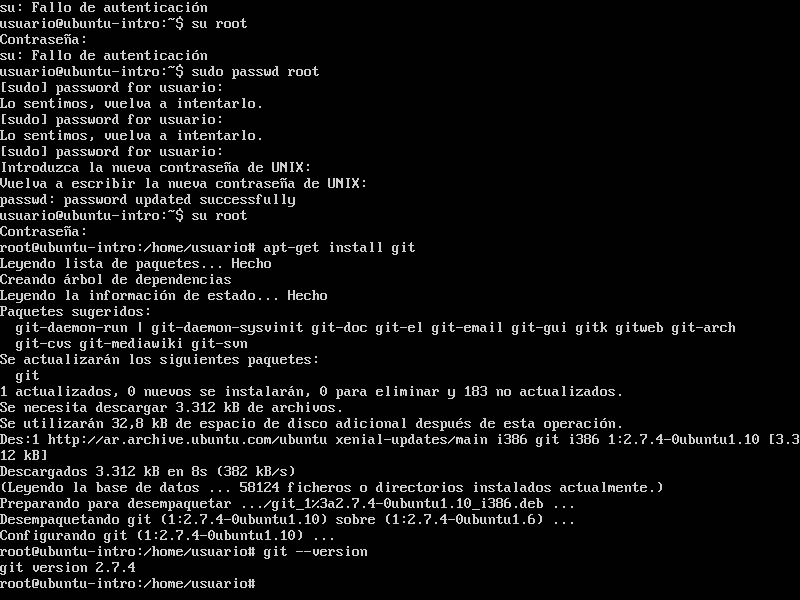 su: Fallo de autenticación
usuario@ubuntu-intro:~$ su root
Contraseña:
su: Fallo de autenticación
usuario@ubuntu-intro:~$ sudo passwd root
[sudo] password for usuario:
Lo sentimos, vuelva a intentarlo.
[sudo] password for usuario:
Lo sentimos, vuelva a intentarlo.
[sudo] password for usuario:
Introduzca la nueva contraseña de UNIX:
Vuelva a escribir la nueva contraseña de UNIX:
passwd: password updated successfully
usuario@ubuntu-intro:~$ su root
Contraseña:
root@ubuntu-intro:/home/usuario# apt-get install git
Leyendo lista de paquetes... Hecho
Creando árbol de dependencias
Leyendo la información de estado... Hecho
Paquetes sugeridos:
  git-daemon-run | git-daemon-sysvinit git-doc git-el git-email git-gui gitk gitweb git-arch
  git-cvs git-mediawiki git-svn
Se actualizarán los siguientes paquetes:
  git
1 actualizados, 0 nuevos se instalarán, 0 para eliminar y 183 no actualizados.
Se necesita descargar 3.312 kB de archivos.
Se utilizarán 32,8 kB de espacio de disco adicional después de esta operación.
Des:1 http://ar.archive.ubuntu.com/ubuntu xenial-updates/main i386 git i386 1:2.7.4-0ubuntu1.10 [3.3
12 kB]
Descargados 3.312 kB en 8s (382 kB/s)
(Leyendo la base de datos ... 58124 ficheros o directorios instalados actualmente.)
Preparando para desempaquetar .../git_1%3a2.7.4-0ubuntu1.10_i386.deb ...
Desempaquetando git (1:2.7.4-0ubuntu1.10) sobre (1:2.7.4-0ubuntu1.6) ...
Configurando git (1:2.7.4-0ubuntu1.10) ...
root@ubuntu-intro:/home/usuario# git --version
git version 2.7.4
root@ubuntu-intro:/home/usuario#